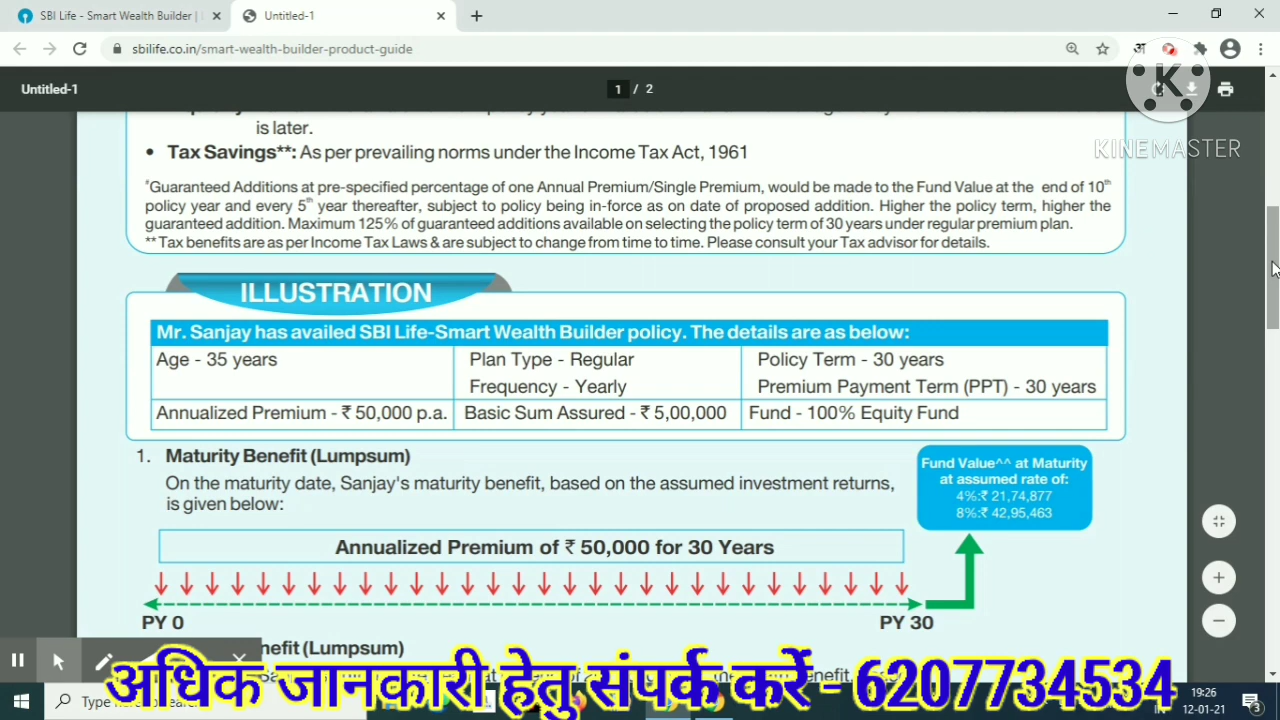 SBI Life - Smart Wealth Builder |
Untitled-1
sbilife.co.in/smart-wealth-builder-product-guide
अ
Untitled-1
1 / 2
K
KINEMASTER
is later.
• Tax Savings**: As per prevailing norms under the Income Tax Act, 1961
#Guaranteed Additions at pre-specified percentage of one Annual Premium/Single Premium, would be made to the Fund Value at the end of 10th
policy year and every 5th year thereafter, subject to policy being in-force as on date of proposed addition. Higher the policy term, higher the
guaranteed addition. Maximum 125% of guaranteed additions available on selecting the policy term of 30 years under regular premium plan.
** Tax benefits are as per Income Tax Laws & are subject to change from time to time. Please consult your Tax advisor for details.
ILLUSTRATION
Mr. Sanjay has availed SBI Life-Smart Wealth Builder policy. The details are as below:
Age - 35 years
Plan Type - Regular
Frequency - Yearly
Policy Term - 30 years
Premium Payment Term (PPT) - 30 years
Annualized Premium - ₹ 50,000 p.a.
Basic Sum Assured - ₹ 5,00,000
Fund - 100% Equity Fund
1. Maturity Benefit (Lumpsum)
On the maturity date, Sanjay's maturity benefit, based on the assumed investment returns,
is given below:
Fund Value^^ at Maturity
at assumed rate of:
4%:₹ 21,74,877
8%:₹ 42,95,463
Annualized Premium of ₹ 50,000 for 30 Years
PY 0
PY 30
nefit (Lumpsum)
अधिक जानकारी हेतु संपर्क करें - 6207734534
Type
19:26
12-01-21
3